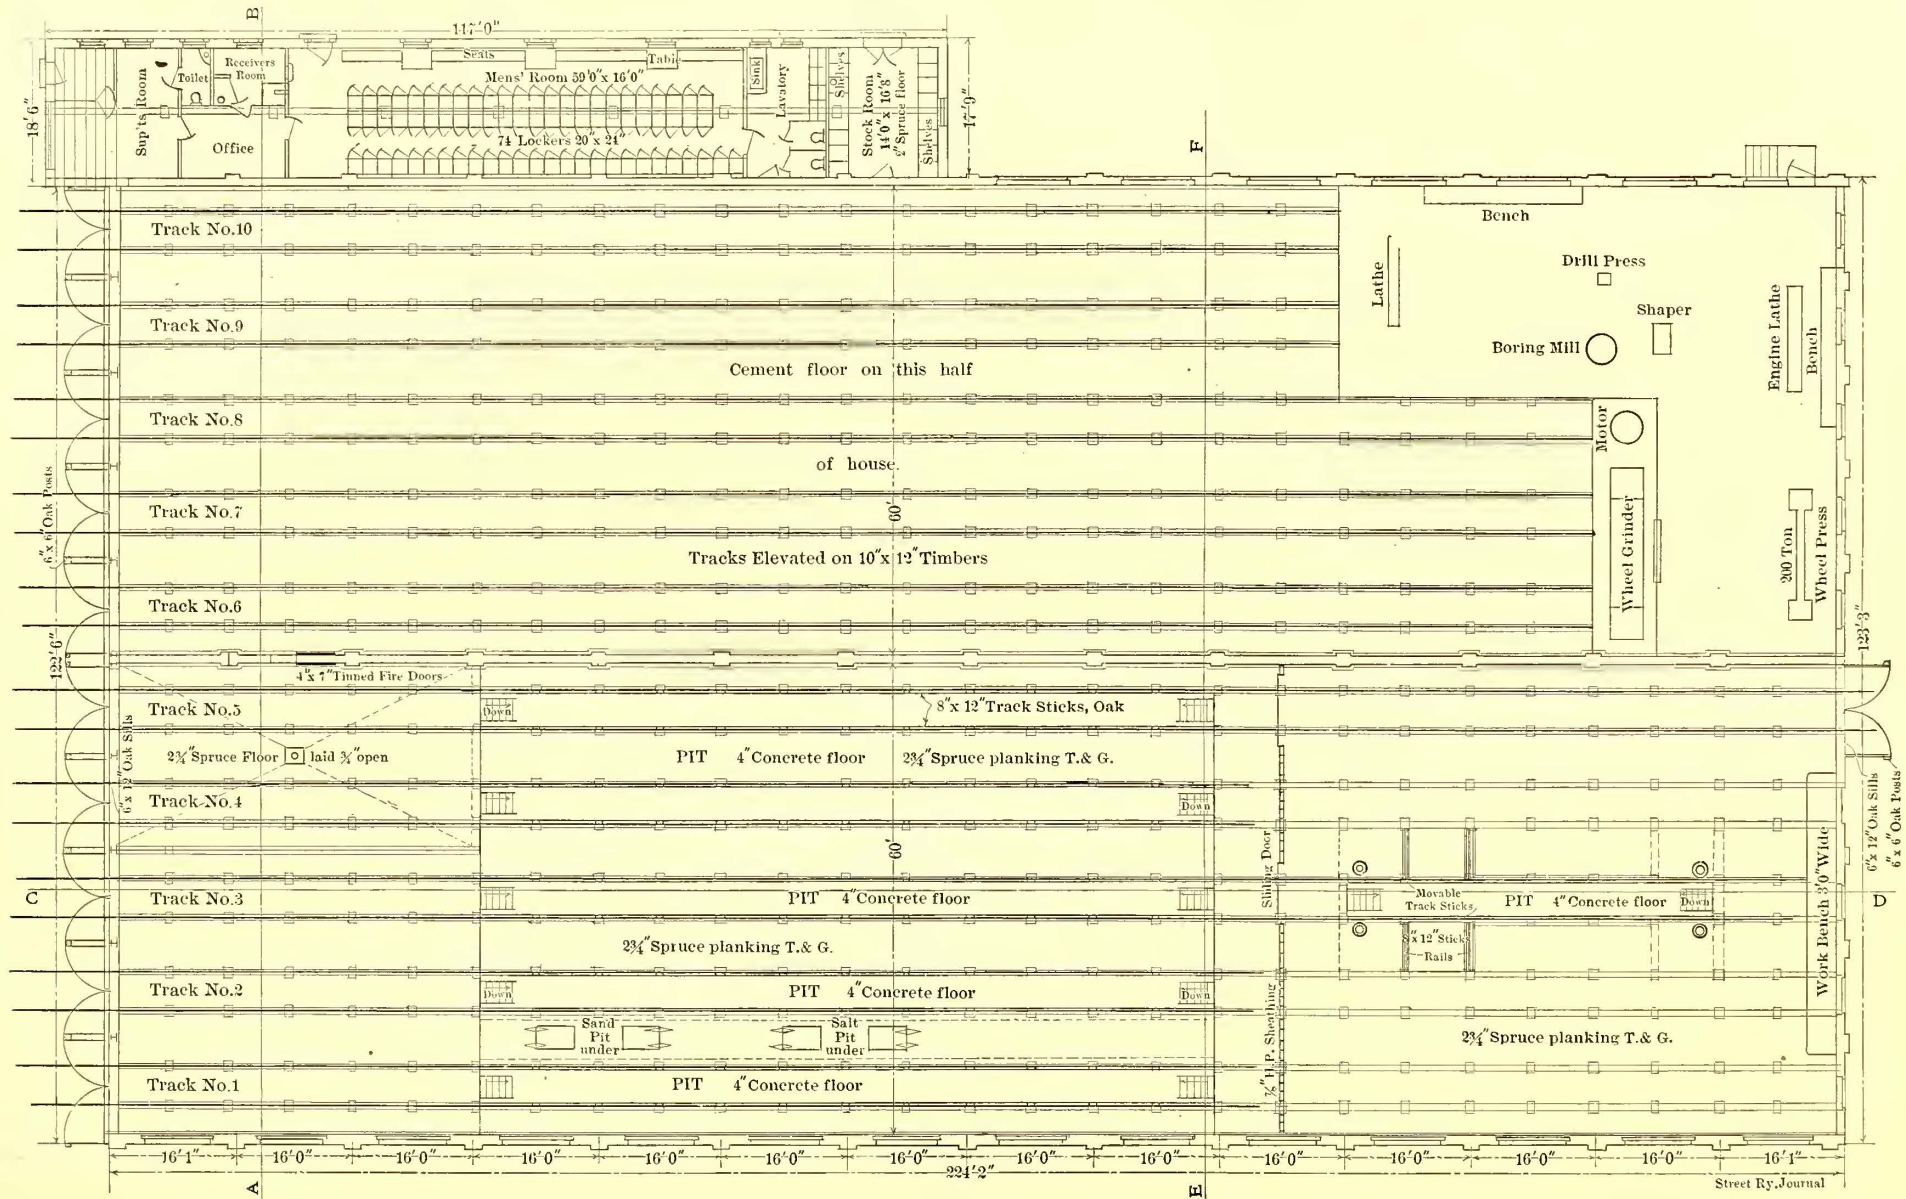 B
117'0"
18'6"
Sup'ts Room
Toilet
Receivers
Room
Office
Seats
Table
Mens' Room 59'0" x 16'0"
74 Lockers 20" x 24"
Sink
Lavatory
Shelves
Stock Room
14'0" x 16'8"
2" Spruce floor
Shelves
17'9"
F
Track No.10
Bench
Lathe
Drill Press
Shaper
Boring Mill
Engine Lathe
Bench
Track No.9
Cement floor on this half
Track No.8
Motor
of house.
6" x 6" Oak Posts
Track No.7
60'
Tracks Elevated on 10" x 12" Timbers
Wheel Grinder
200 Ton
Wheel Press
Track No.6
122'6"
123'3"
4" x 7" Tinned Fire Doors
Track No.5
Down
8" x 12" Track Sticks, Oak
6" x 12" Oak Sills
2¾" Spruce Floor
laid ¾" open
PIT 4" Concrete floor
2¾" Spruce planking T.& G.
Track No.4
Down
6" x 12" Oak Sills
6" x 6" Oak Posts
60'
Sliding Door
Work Bench 3'0" Wide
C
Track No.3
PIT 4" Concrete floor
Movable
Track Sticks
PIT 4" Concrete floor
Down
D
2¾" Spruce planking T.& G.
8" x 12" Sticks
Rails
Track No.2
Down
PIT 4" Concrete floor
Down
Sand
Pit
under
Salt
Pit
under
⅞" H.P. Sheathing
2¾" Spruce planking T.& G.
Track No.1
PIT 4" Concrete floor
16'1" 16'0" 16'0" 16'0" 16'0" 16'0" 16'0" 16'0" 16'0" 16'0" 16'0" 16'0" 16'0" 16'1"
224'2"
A
E
Street Ry. Journal